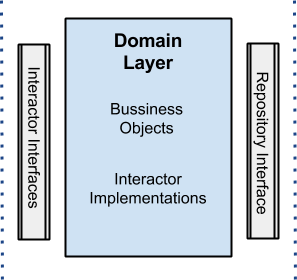 Interactor Interfaces
Domain
Layer
Bussiness
Objects
Interactor
Implementations
Repository Interface